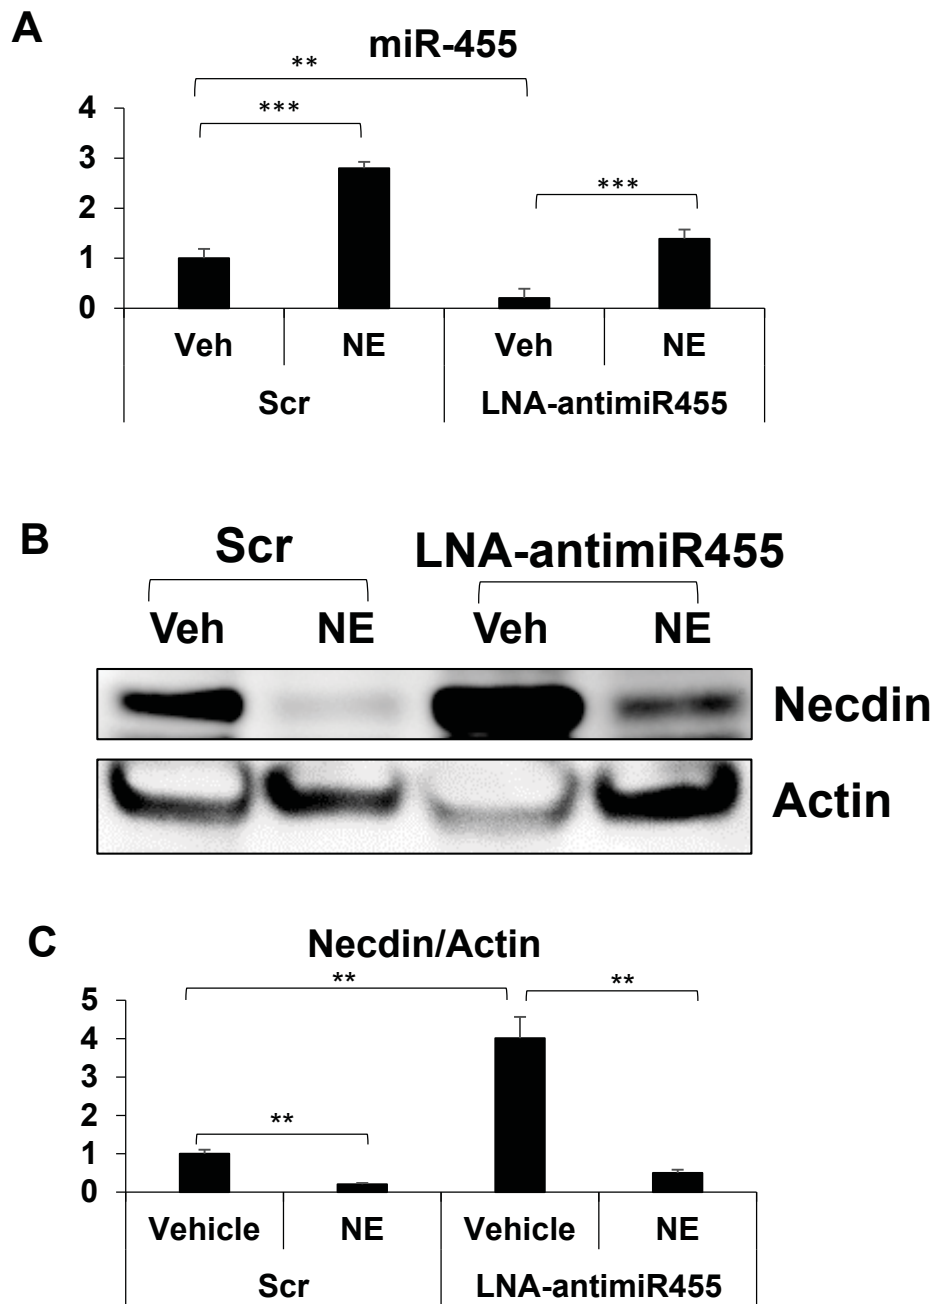 A
miR-455
**
***
***
4
3
2
1
0
Veh NE Veh NE
Scr LNA-antimiR455
B
Scr LNA-antimiR455
Veh NE Veh NE
Necdin
Actin
C
Necdin/Actin
** **
**
5
4
3
2
1
0
Vehicle NE Vehicle NE
Scr LNA-antimiR455